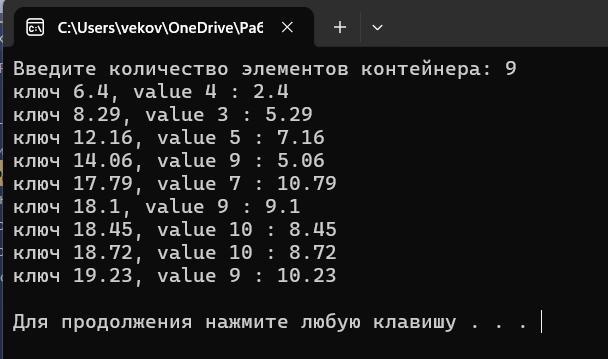 C:\Users\vekov\OneDrive\Раб
Введите количество элементов контейнера: 9
ключ 6.4, value 4 : 2.4
ключ 8.29, value 3 : 5.29
ключ 12.16, value 5 : 7.16
ключ 14.06, value 9 : 5.06
ключ 17.79, value 7 : 10.79
ключ 18.1, value 9 : 9.1
ключ 18.45, value 10 : 8.45
ключ 18.72, value 10 : 8.72
ключ 19.23, value 9 : 10.23
Для продолжения нажмите любую клавишу . . .